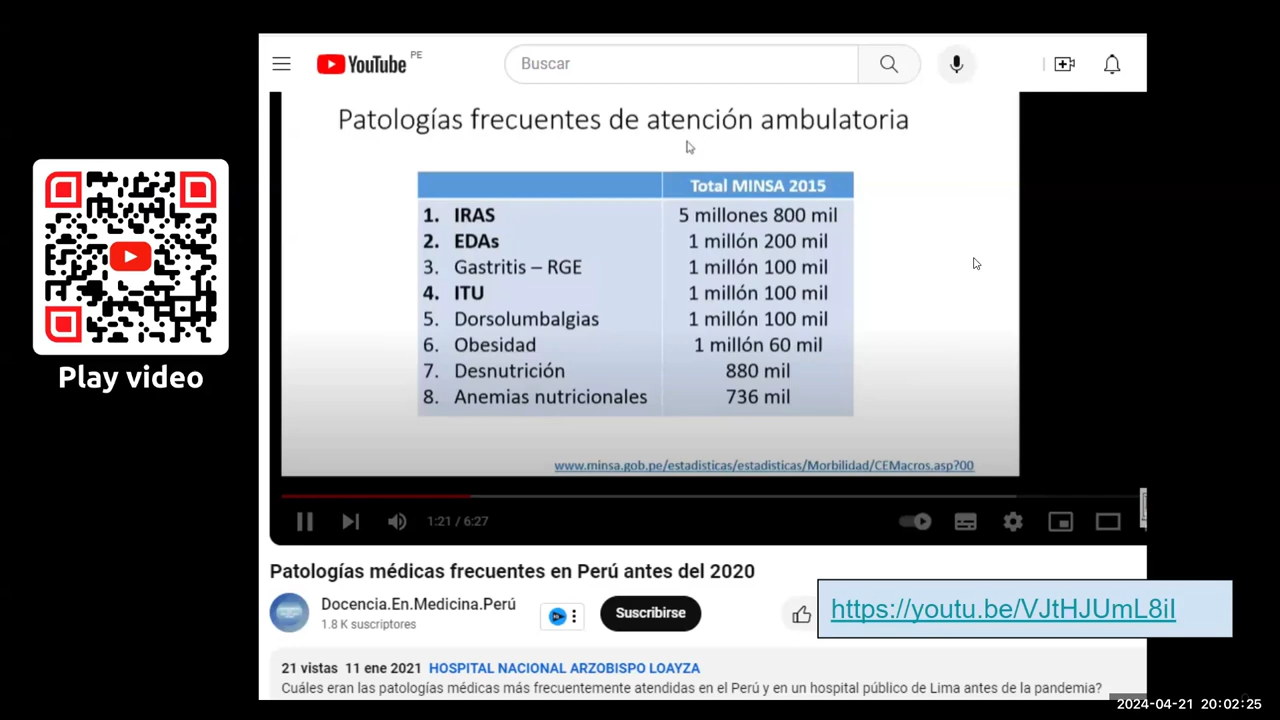 YouTube PE
Buscar
Patologías frecuentes de atención ambulatoria
Total MINSA 2015
1. IRAS 5 millones 800 mil
2. EDAs 1 millón 200 mil
3. Gastritis – RGE 1 millón 100 mil
4. ITU 1 millón 100 mil
5. Dorsolumbalgias 1 millón 100 mil
6. Obesidad 1 millón 60 mil
7. Desnutrición 880 mil
8. Anemias nutricionales 736 mil
www.minsa.gob.pe/estadisticas/estadisticas/Morbilidad/CEMacros.asp?00
Play video
1:21 / 6:27
Patologías médicas frecuentes en Perú antes del 2020
Docencia.En.Medicina.Perú
1.8 K suscriptores
Suscribirse
https://youtu.be/VJtHJUmL8iI
21 vistas 11 ene 2021 HOSPITAL NACIONAL ARZOBISPO LOAYZA
Cuáles eran las patologías médicas más frecuentemente atendidas en el Perú y en un hospital público de Lima antes de la pandemia?
2024-04-21 20:02:25